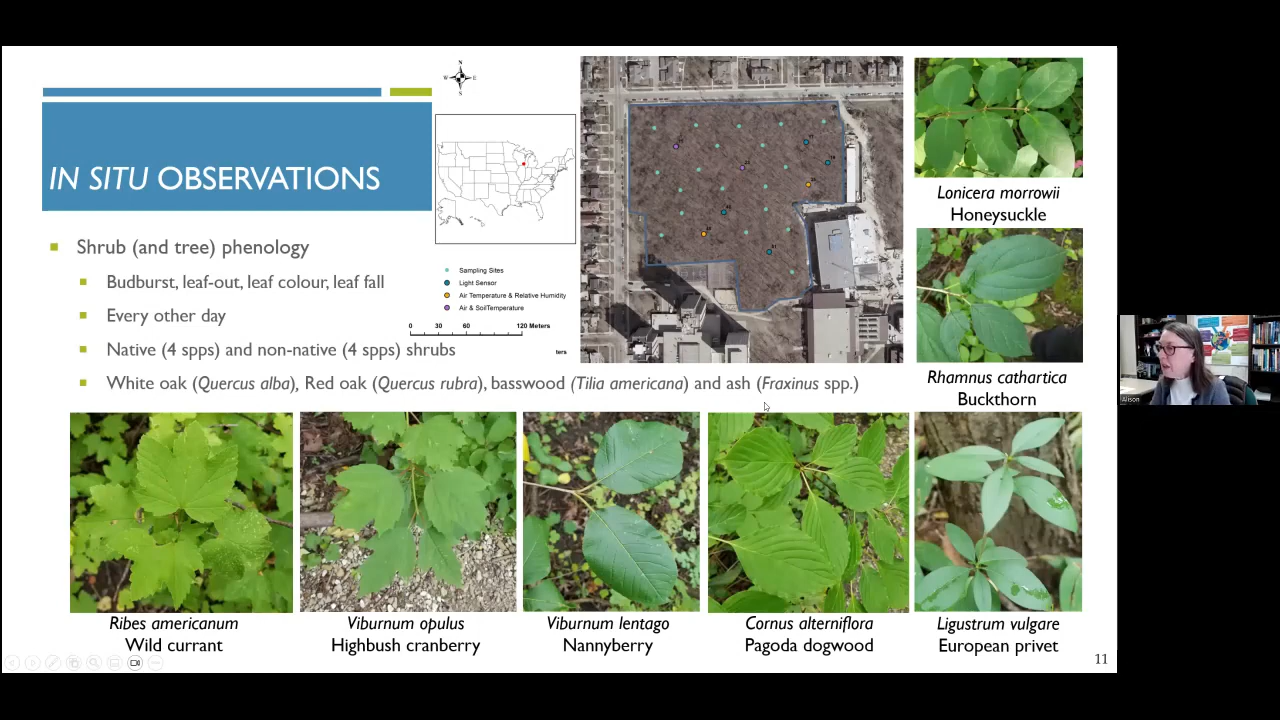 IN SITU OBSERVATIONS
Shrub (and tree) phenology
Budburst, leaf-out, leaf colour, leaf fall
Every other day
Native (4 spps) and non-native (4 spps) shrubs
White oak (Quercus alba), Red oak (Quercus rubra), basswood (Tilia americana) and ash (Fraxinus spp.)
N
W E
S
Sampling Sites
Light Sensor
Air Temperature & Relative Humidity
Air & SoilTemperature
0 30 60 120 Meters
ters
Lonicera morrowii
Honeysuckle
Rhamnus cathartica
Buckthorn
Ribes americanum
Wild currant
Viburnum opulus
Highbush cranberry
Viburnum lentago
Nannyberry
Cornus alterniflora
Pagoda dogwood
Ligustrum vulgare
European privet
11
Alison